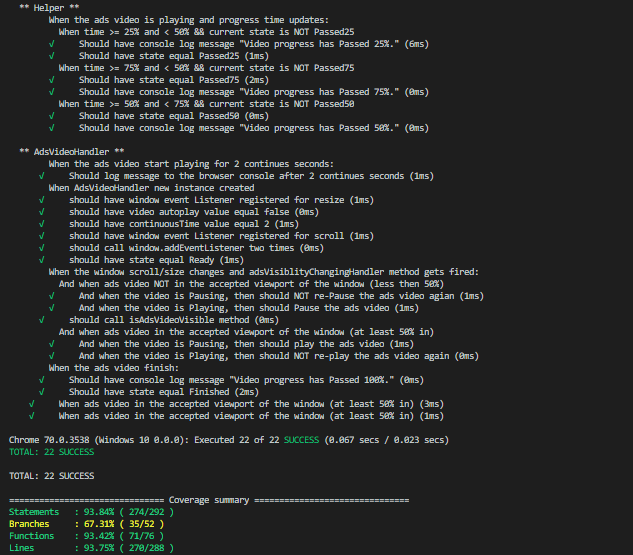 ** Helper **
When the ads video is playing and progress time updates:
When time >= 25% and < 50% && current state is NOT Passed25
√ Should have console log message "Video progress has Passed 25%." (6ms)
√ Should have state equal Passed25 (1ms)
When time >= 75% and < 50% && current state is NOT Passed75
√ Should have state equal Passed75 (2ms)
√ Should have console log message "Video progress has Passed 75%." (0ms)
When time >= 50% and < 75% && current state is NOT Passed50
√ Should have state equal Passed50 (0ms)
√ Should have console log message "Video progress has Passed 50%." (0ms)
** AdsVideoHandler **
When the ads video start playing for 2 continues seconds:
√ Should log message to the browser console after 2 continues seconds (1ms)
When AdsVideoHandler new instance created
√ should have window event Listener registered for resize (1ms)
√ should have video autoplay value equal false (0ms)
√ should have continuousTime value equal 2 (1ms)
√ should have window event Listener registered for scroll (1ms)
√ should call window.addEventListener two times (0ms)
√ should have state equal Ready (1ms)
When the window scroll/size changes and adsVisiblityChangingHandler method gets fired:
And when ads video NOT in the accepted viewport of the window (less then 50%)
√ And when the video is Pausing, then should NOT re-Pause the ads video agian (1ms)
√ And when the video is Playing, then should Pause the ads video (1ms)
√ should call isAdsVideoVisible method (0ms)
And when ads video in the accepted viewport of the window (at least 50% in)
√ And when the video is Pausing, then should play the ads video (1ms)
√ And when the video is Playing, then should NOT re-play the ads video again (0ms)
When the ads video finish:
√ Should have console log message "Video progress has Passed 100%." (0ms)
√ Should have state equal Finished (2ms)
√ When ads video in the accepted viewport of the window (at least 50% in) (3ms)
√ When ads video in the accepted viewport of the window (at least 50% in) (1ms)
Chrome 70.0.3538 (Windows 10 0.0.0): Executed 22 of 22 SUCCESS (0.067 secs / 0.023 secs)
TOTAL: 22 SUCCESS
TOTAL: 22 SUCCESS
=============================== Coverage summary ===============================
Statements : 93.84% ( 274/292 )
Branches : 67.31% ( 35/52 )
Functions : 93.42% ( 71/76 )
Lines : 93.75% ( 270/288 )